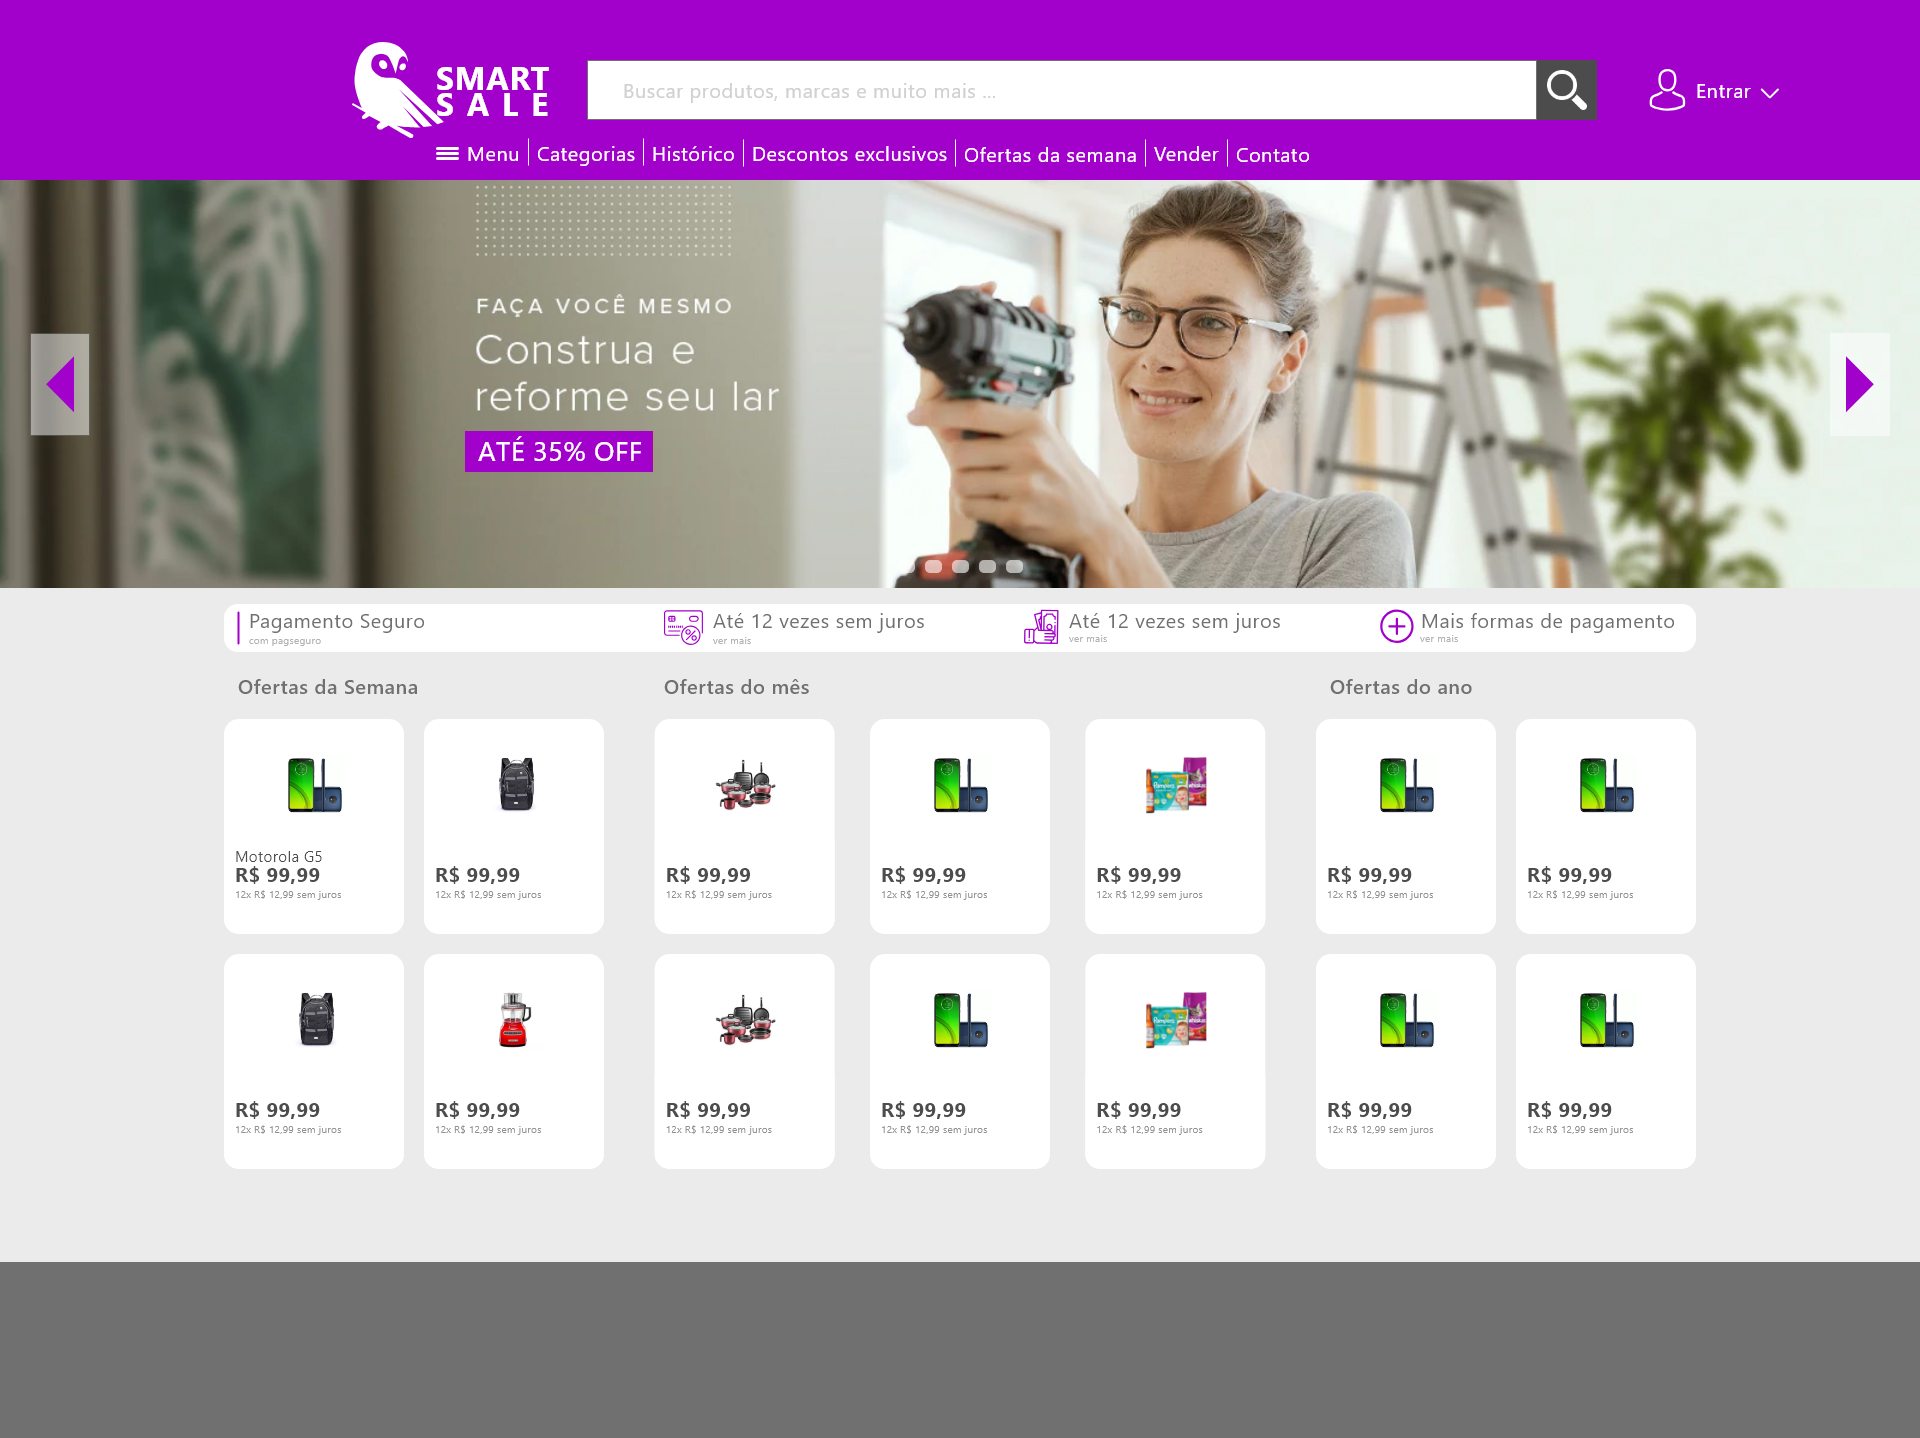 SMART
SALE
Buscar produtos, marcas e muito mais ...
Entrar
Menu
Categorias
Histórico
Descontos exclusivos
Ofertas da semana
Vender
Contato
FAÇA VOCÊ MESMO
Construa e
reforme seu lar
ATÉ 35% OFF
Pagamento Seguro
com pagseguro
Até 12 vezes sem juros
ver mais
Até 12 vezes sem juros
ver mais
Mais formas de pagamento
ver mais
Ofertas da Semana
Ofertas do mês
Ofertas do ano
Pampers
Motorola G5
R$ 99,99
12x R$ 12,99 sem juros
R$ 99,99
12x R$ 12,99 sem juros
R$ 99,99
12x R$ 12,99 sem juros
R$ 99,99
12x R$ 12,99 sem juros
R$ 99,99
12x R$ 12,99 sem juros
R$ 99,99
12x R$ 12,99 sem juros
R$ 99,99
12x R$ 12,99 sem juros
Pampers
R$ 99,99
12x R$ 12,99 sem juros
R$ 99,99
12x R$ 12,99 sem juros
R$ 99,99
12x R$ 12,99 sem juros
R$ 99,99
12x R$ 12,99 sem juros
R$ 99,99
12x R$ 12,99 sem juros
R$ 99,99
12x R$ 12,99 sem juros
R$ 99,99
12x R$ 12,99 sem juros